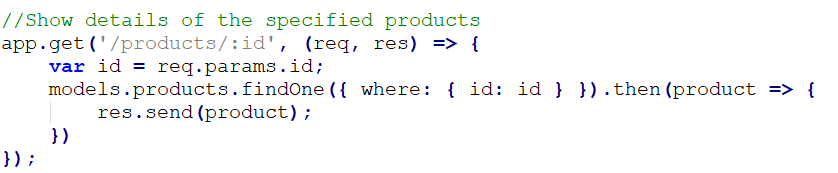 //Show details of the specified products
app.get('/products/:id', (req, res) => {
    var id = req.params.id;
    models.products.findOne({ where: { id: id } }).then(product => {
        res.send(product);
    })
});